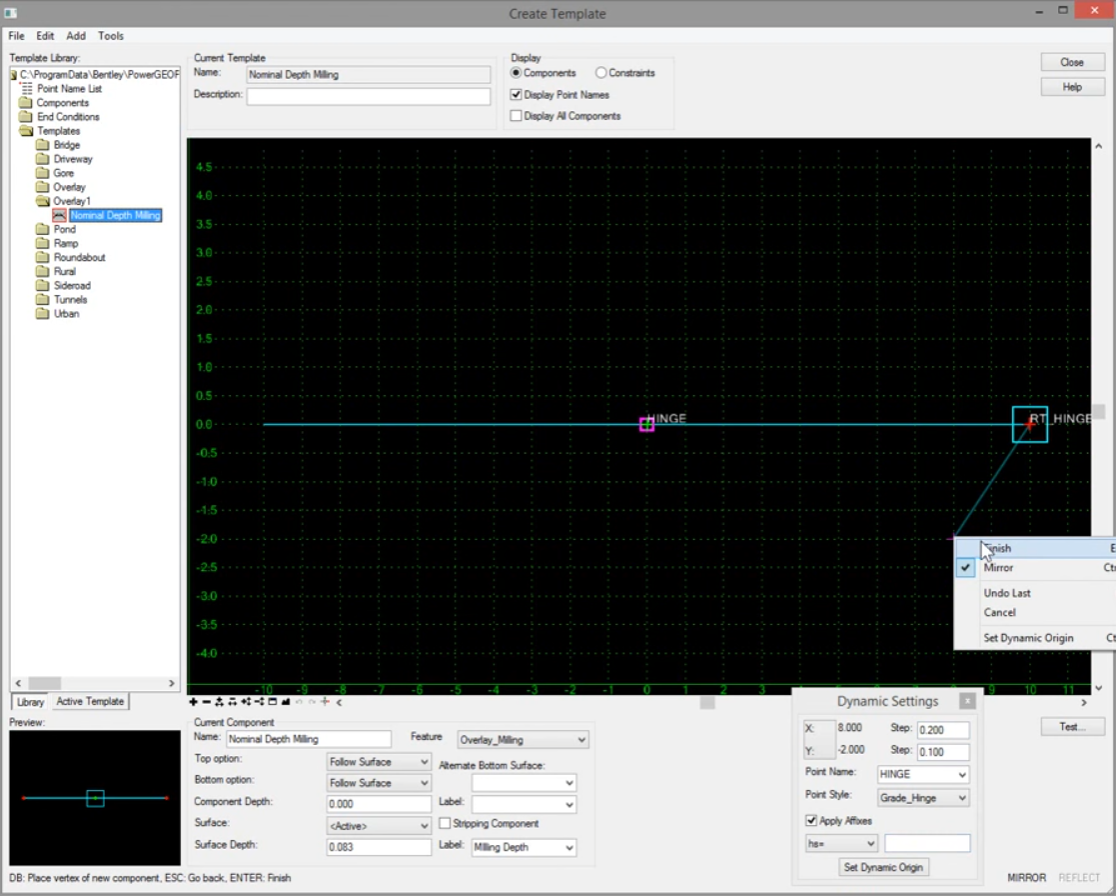 Create Template
File Edit Add Tools
Template Library:
C:\ProgramData\Bentley\PowerGEOF
Point Name List
Components
End Conditions
Templates
Bridge
Driveway
Gore
Overlay
Overlay1
Nominal Depth Milling
Pond
Ramp
Roundabout
Rural
Sideroad
Tunnels
Urban
Library Active Template
Preview:
Current Template
Name: Nominal Depth Milling
Description:
Display
Components Constraints
Display Point Names
Display All Components
Close
Help
4.5
4.0
3.5
3.0
2.5
2.0
1.5
1.0
0.5
0.0
-0.5
-1.0
-1.5
-2.0
-2.5
-3.0
-3.5
-4.0
HINGE
RT_HINGE
-10 -9 -8 -7 -6 -5 -4 -3 -2 -1 0 1 2 3 9 10 11
Finish E
Mirror Ctr
Undo Last
Cancel
Set Dynamic Origin Ct
Current Component
Name: Nominal Depth Milling Feature Overlay_Milling
Top option: Follow Surface Alternate Bottom Surface:
Bottom option: Follow Surface
Component Depth: 0.000 Label:
Surface: <Active> Stripping Component
Surface Depth: 0.083 Label: Milling Depth
Dynamic Settings
X: 8.000 Step: 0.200
Y: -2.000 Step: 0.100
Point Name: HINGE
Point Style: Grade_Hinge
Apply Affixes
hs=
Set Dynamic Origin
Test...
DB: Place vertex of new component, ESC: Go back, ENTER: Finish
MIRROR REFLECT